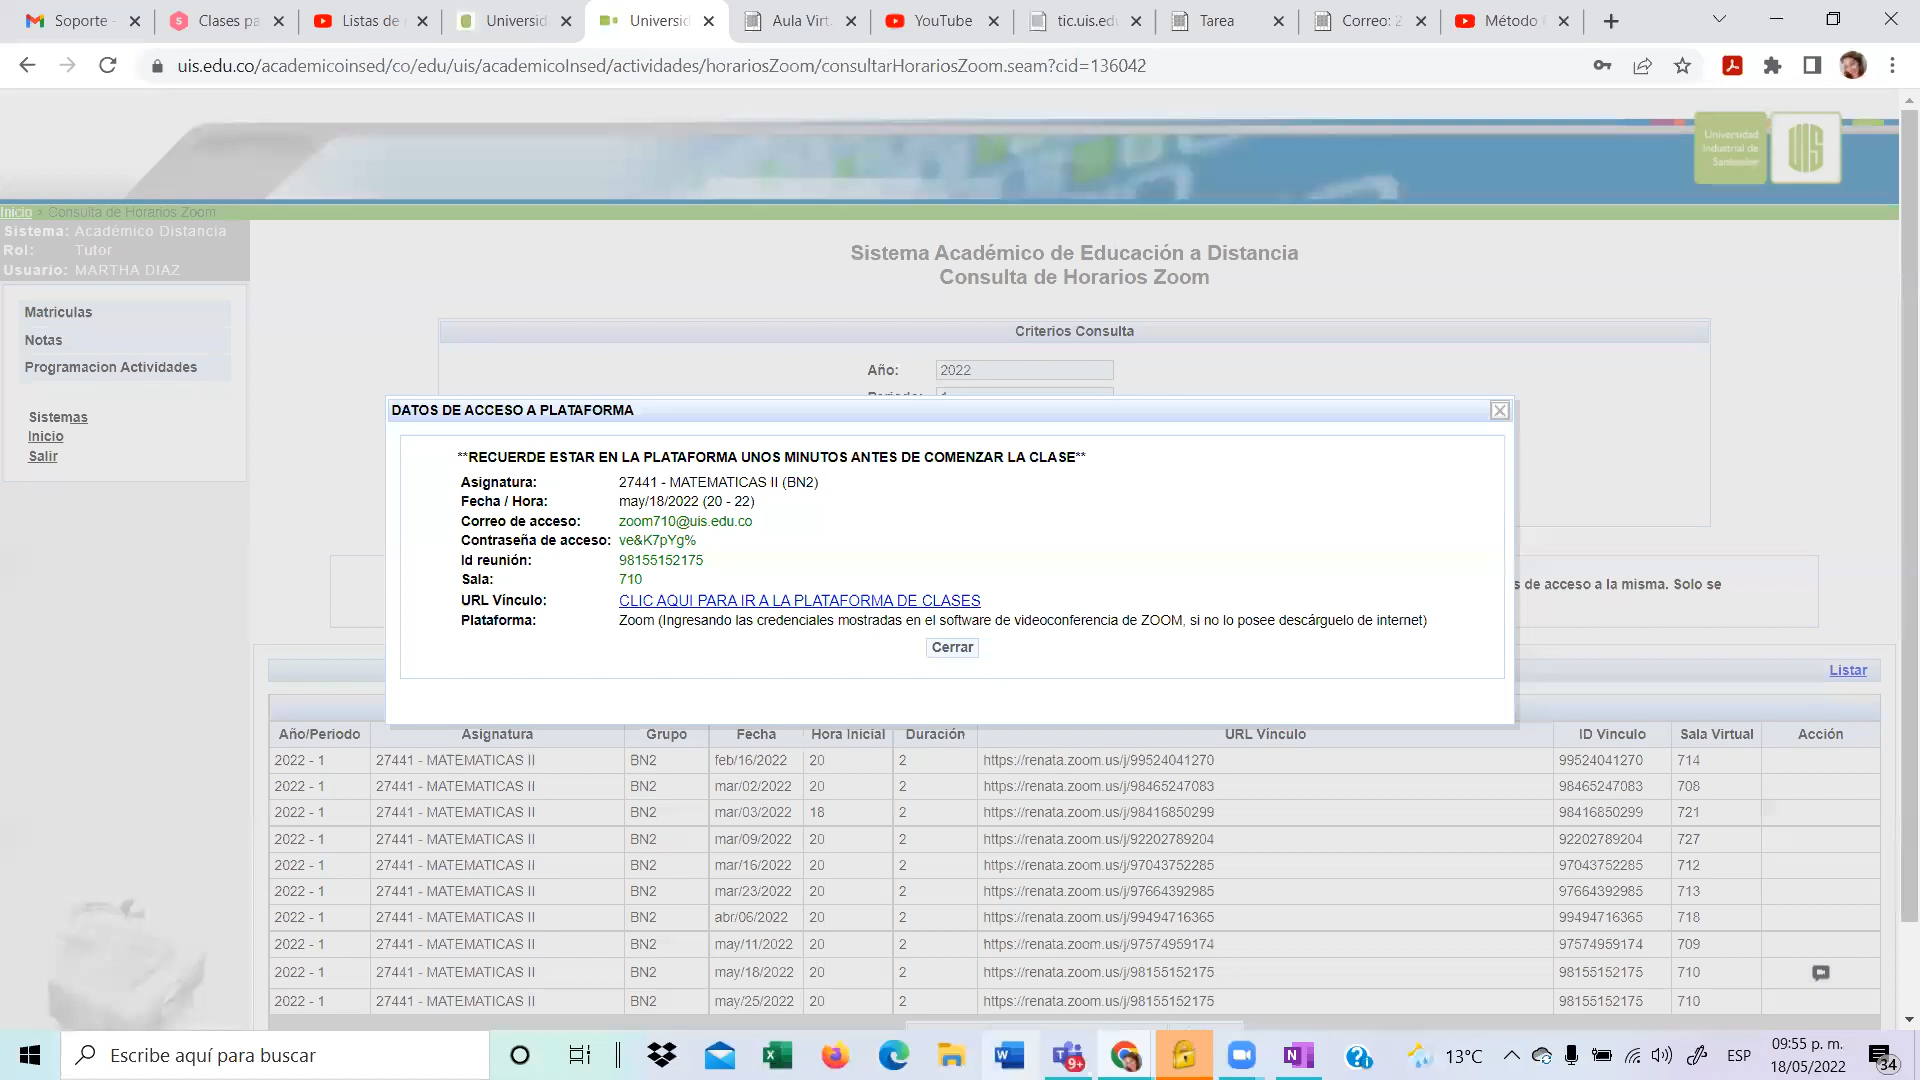 Soporte -
Clases pa
Listas de r
Universid
Universid
Aula Virt
YouTube
tic.uis.edu
Tarea
Correo: 2
Método
uis.edu.co/academicoinsed/co/edu/uis/academicoInsed/actividades/horariosZoom/consultarHorariosZoom.seam?cid=136042
Universidad
Industrial de
Santander
UIS
Inicio > Consulta de Horarios Zoom
Sistema: Académico Distancia
Rol: Tutor
Usuario: MARTHA DIAZ
Matriculas
Notas
Programacion Actividades
Sistemas
Inicio
Salir
Sistema Académico de Educación a Distancia
Consulta de Horarios Zoom
Criterios Consulta
Año: 2022
DATOS DE ACCESO A PLATAFORMA
**RECUERDE ESTAR EN LA PLATAFORMA UNOS MINUTOS ANTES DE COMENZAR LA CLASE**
Asignatura: 27441 - MATEMATICAS II (BN2)
Fecha / Hora: may/18/2022 (20 - 22)
Correo de acceso: zoom710@uis.edu.co
Contraseña de acceso: ve&K7pYg%
Id reunión: 98155152175
Sala: 710
URL Vínculo: CLIC AQUI PARA IR A LA PLATAFORMA DE CLASES
Plataforma: Zoom (Ingresando las credenciales mostradas en el software de videoconferencia de ZOOM, si no lo posee descárguelo de internet)
Cerrar
s de acceso a la misma. Solo se
Listar
Año/Periodo Asignatura Grupo Fecha Hora Inicial Duración URL Vínculo ID Vinculo Sala Virtual Acción
2022 - 1 27441 - MATEMATICAS II BN2 feb/16/2022 20 2 https://renata.zoom.us/j/99524041270 99524041270 714
2022 - 1 27441 - MATEMATICAS II BN2 mar/02/2022 20 2 https://renata.zoom.us/j/98465247083 98465247083 708
2022 - 1 27441 - MATEMATICAS II BN2 mar/03/2022 18 2 https://renata.zoom.us/j/98416850299 98416850299 721
2022 - 1 27441 - MATEMATICAS II BN2 mar/09/2022 20 2 https://renata.zoom.us/j/92202789204 92202789204 727
2022 - 1 27441 - MATEMATICAS II BN2 mar/16/2022 20 2 https://renata.zoom.us/j/97043752285 97043752285 712
2022 - 1 27441 - MATEMATICAS II BN2 mar/23/2022 20 2 https://renata.zoom.us/j/97664392985 97664392985 713
2022 - 1 27441 - MATEMATICAS II BN2 abr/06/2022 20 2 https://renata.zoom.us/j/99494716365 99494716365 718
2022 - 1 27441 - MATEMATICAS II BN2 may/11/2022 20 2 https://renata.zoom.us/j/97574959174 97574959174 709
2022 - 1 27441 - MATEMATICAS II BN2 may/18/2022 20 2 https://renata.zoom.us/j/98155152175 98155152175 710
2022 - 1 27441 - MATEMATICAS II BN2 may/25/2022 20 2 https://renata.zoom.us/j/98155152175 98155152175 710
Escribe aquí para buscar
9+
13°C
ESP
09:55 p. m.
18/05/2022
34